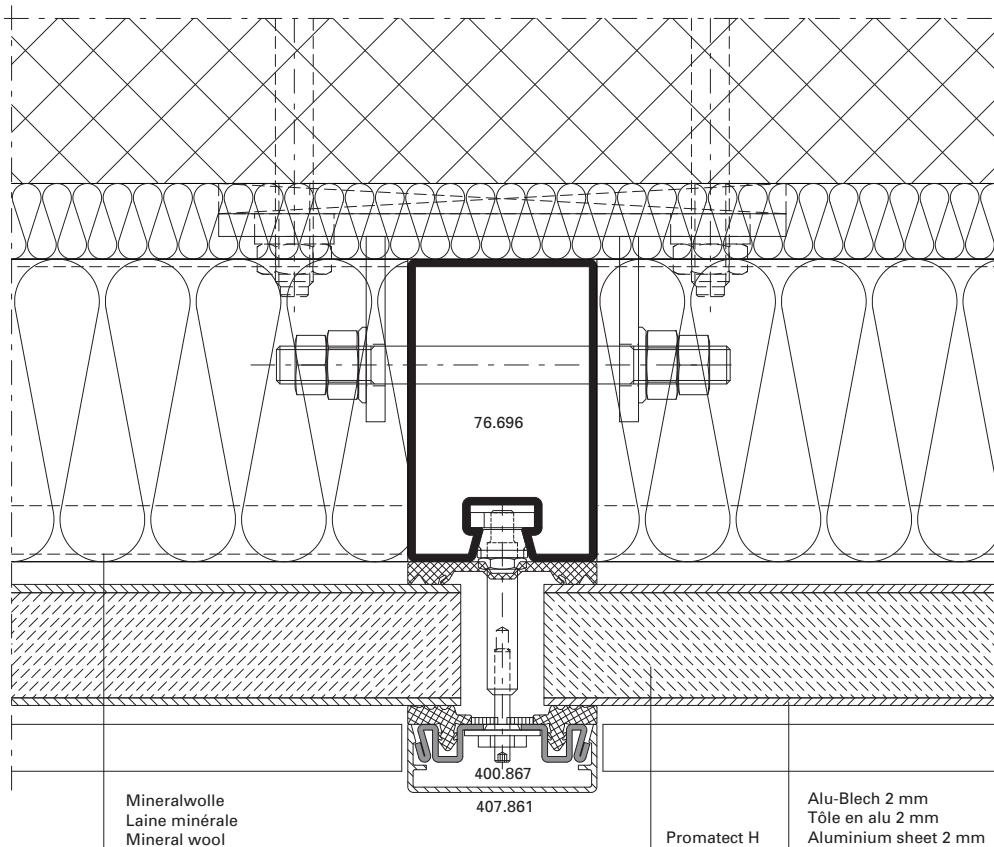 76.696
400.867
407.861
Mineralwolle
Laine minérale
Mineral wool
Promatect H
Alu-Blech 2 mm
Tôle en alu 2 mm
Aluminium sheet 2 mm